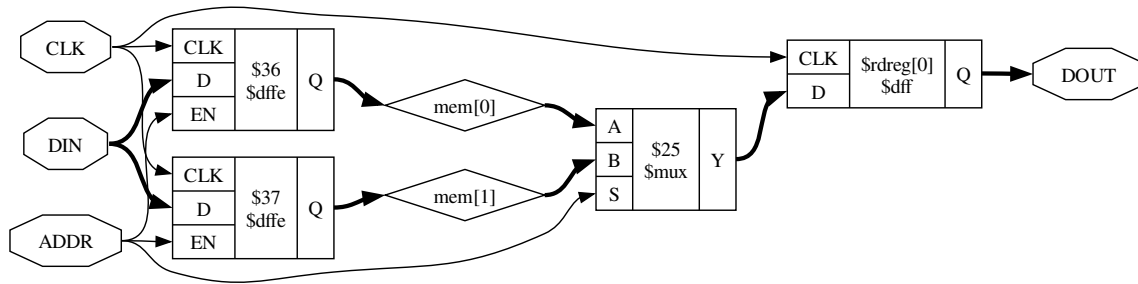 CLK
DIN
ADDR
CLK
D
EN
$36
$dffe
Q
CLK
D
EN
$37
$dffe
Q
mem[0]
mem[1]
A
B
S
$25
$mux
Y
CLK
D
$rdreg[0]
$dff
Q
DOUT